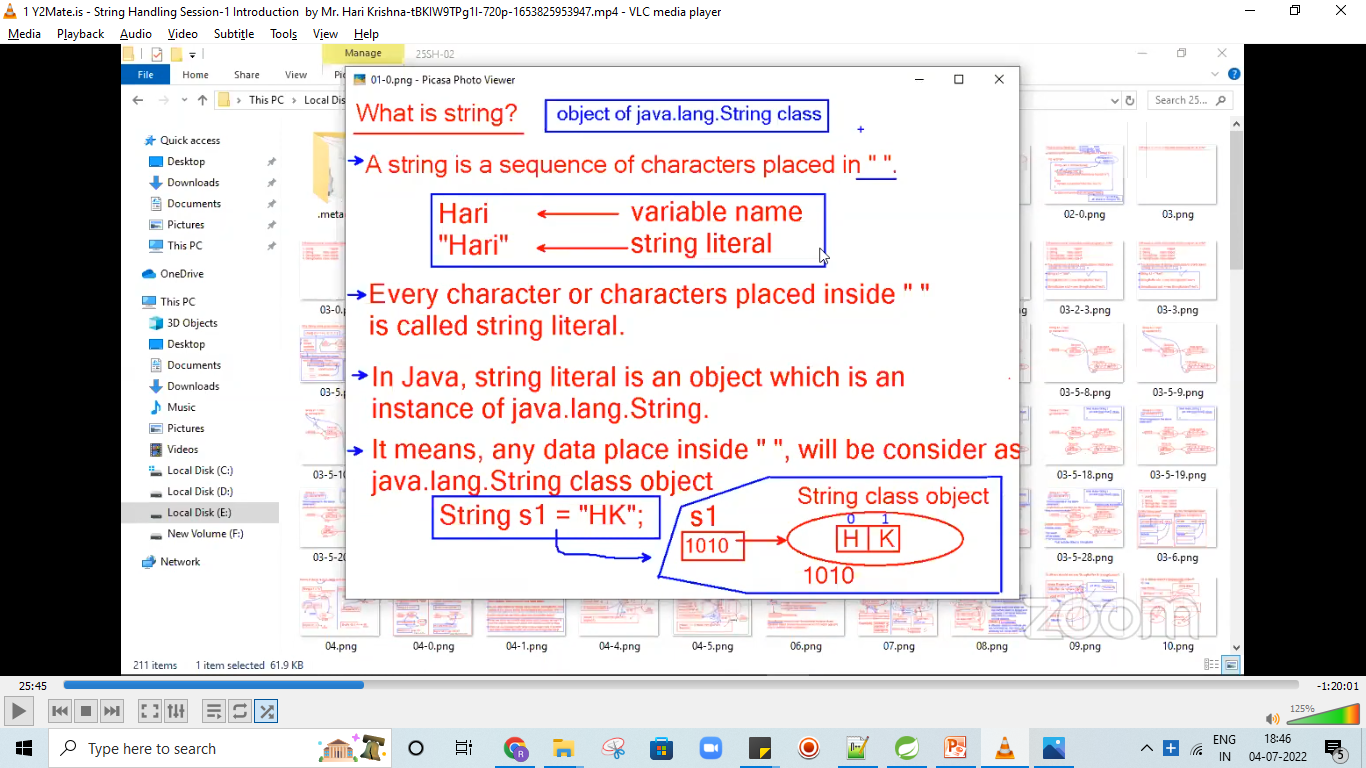 1 Y2Mate.is - String Handling Session-1 Introduction by Mr. Hari Krishna-tBKlW9TPg1I-720p-1653825953947.mp4 - VLC media player
Media Playback Audio Video Subtitle Tools View Help
Manage 25SH-02
File Home Share View
This PC Local Dis Search 25...
01-0.png - Picasa Photo Viewer
What is string? object of java.lang.String class
+
A string is a sequence of characters placed in " ".
Hari variable name
"Hari" string literal
Every character or characters placed inside " "
is called string literal.
In Java, string literal is an object which is an
instance of java.lang.String.
It means, any data place inside " ", will be consider as
java.lang.String class object
String s1 = "HK";
String class object
s1
0 1
1010 H K
1010
Quick access
Desktop
Downloads
Documents
Pictures
This PC
OneDrive
This PC
3D Objects
Desktop
Documents
Downloads
Music
Pictures
Videos
Local Disk (C:)
Local Disk (D:)
Local Disk (E:)
New Volume (F:)
Network
.meta
02-0.png 03.png
03-0
03-2-3.png 03-3.png
03-5.
03-5-8.png 03-5-9.png
03-5-10
03-5-18.png 03-5-19.png
03-5-20
03-5-28.png 03-6.png
04.png 04-0.png 04-1.png 04-4.png 04-5.png 06.png 07.png 08.png 09.png 10.png
zoom
211 items 1 item selected 61.9 KB
25:45 -1:20:01
125%
Type here to search
ENG
IN
18:46
04-07-2022
5